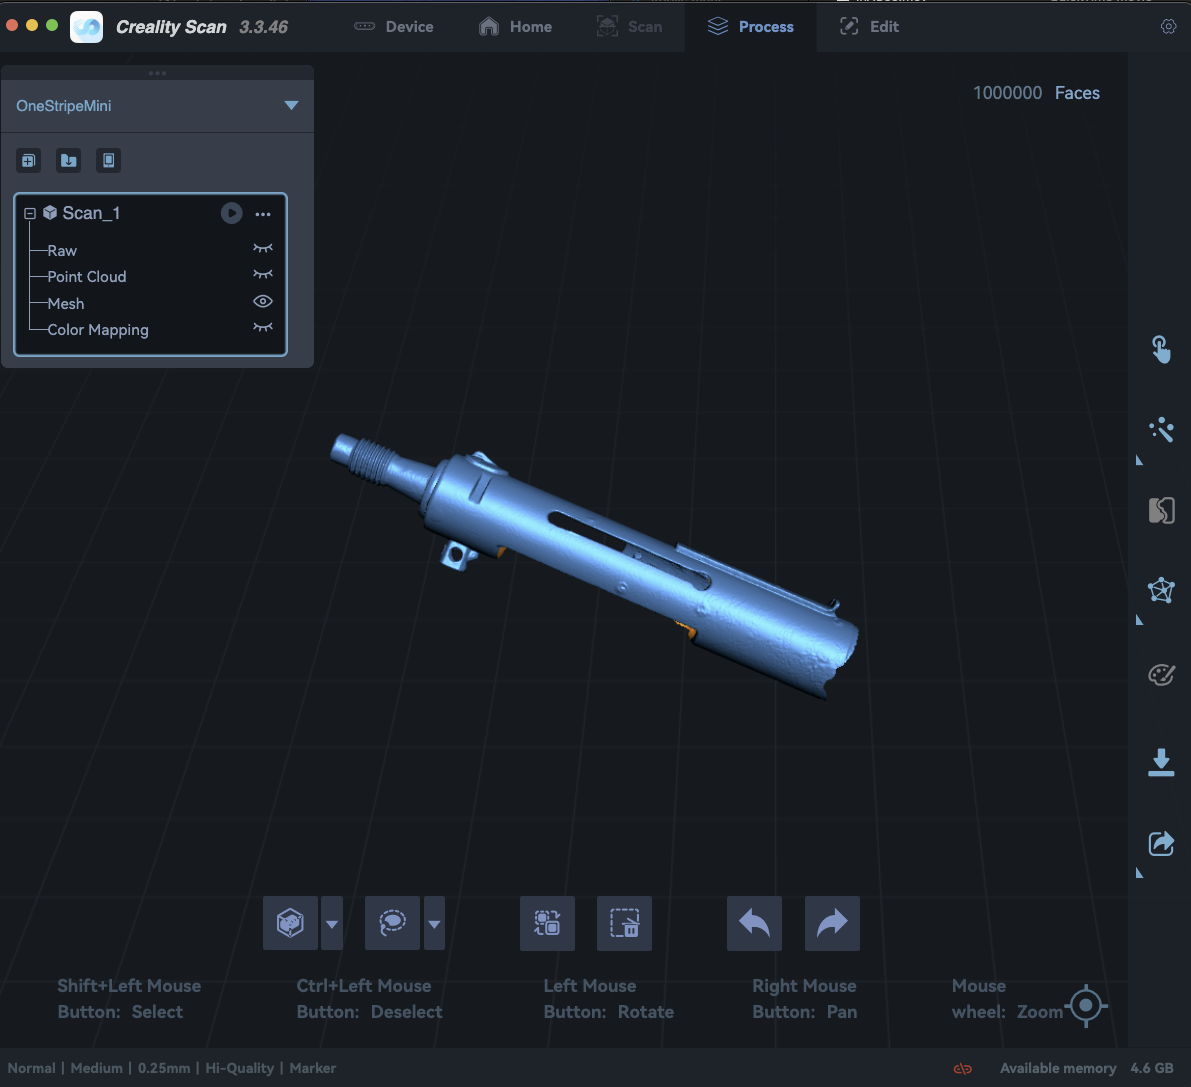 Creality Scan 3.3.46
Device
Home
Scan
Process
Edit
OneStripeMini
1000000 Faces
Scan_1
Raw
Point Cloud
Mesh
Color Mapping
Shift+Left Mouse
Button: Select
Ctrl+Left Mouse
Button: Deselect
Left Mouse
Button: Rotate
Right Mouse
Button: Pan
Mouse
wheel: Zoom
Normal | Medium | 0.25mm | Hi-Quality | Marker
Available memory 4.6 GB